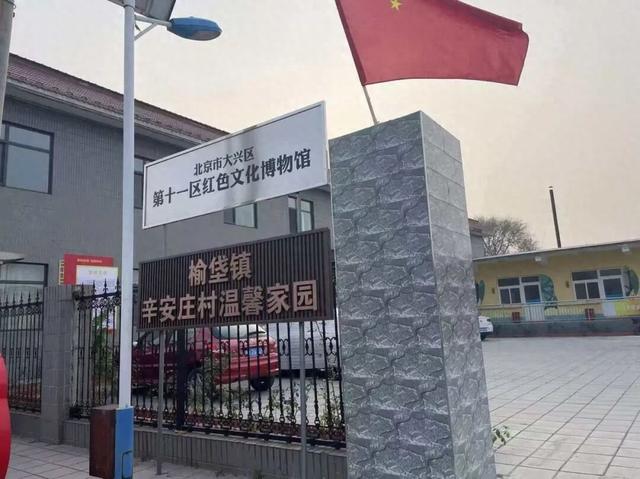 北京市大兴区
第十一区红色文化博物馆
榆垡镇
辛安庄村温馨家园